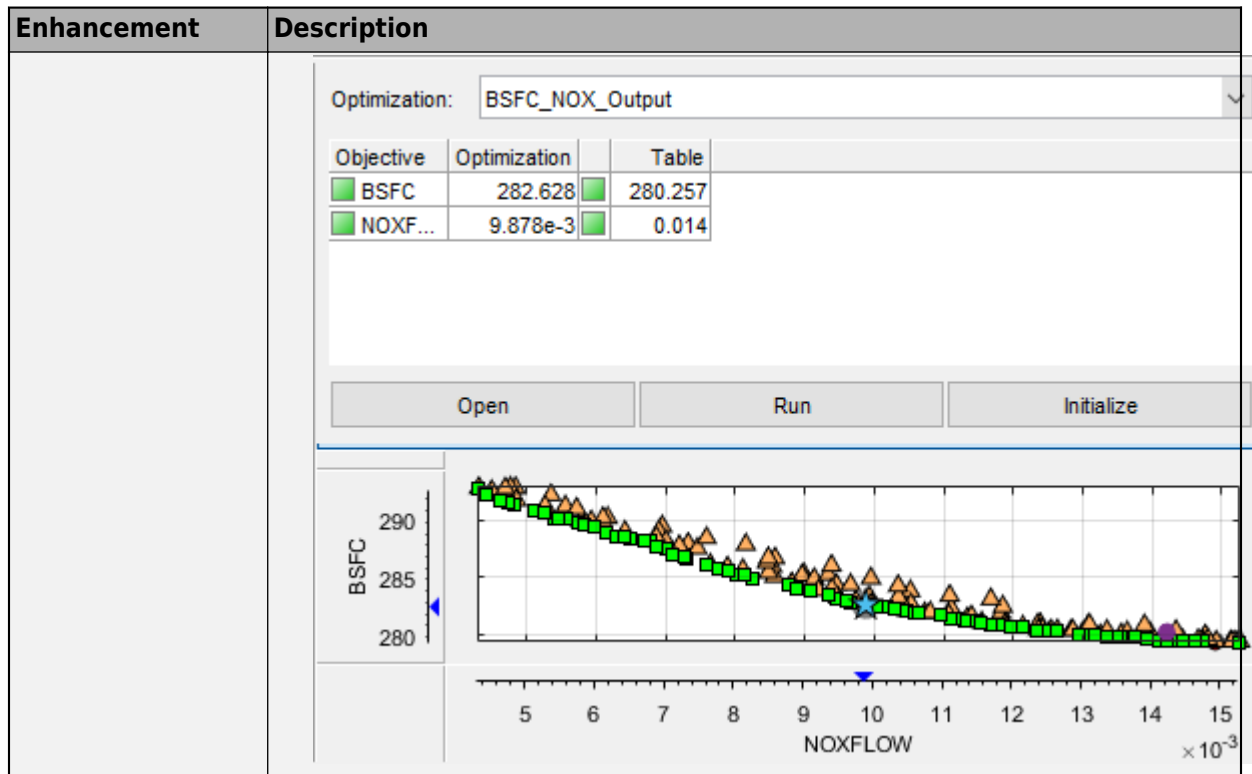 Enhancement Description
Optimization: BSFC_NOX_Output
Objective Optimization Table
BSFC 282.628 280.257
NOXF... 9.878e-3 0.014
Open Run Initialize
290
285
280
BSFC
5 6 7 8 9 10 11 12 13 14 15
NOXFLOW
×10-3